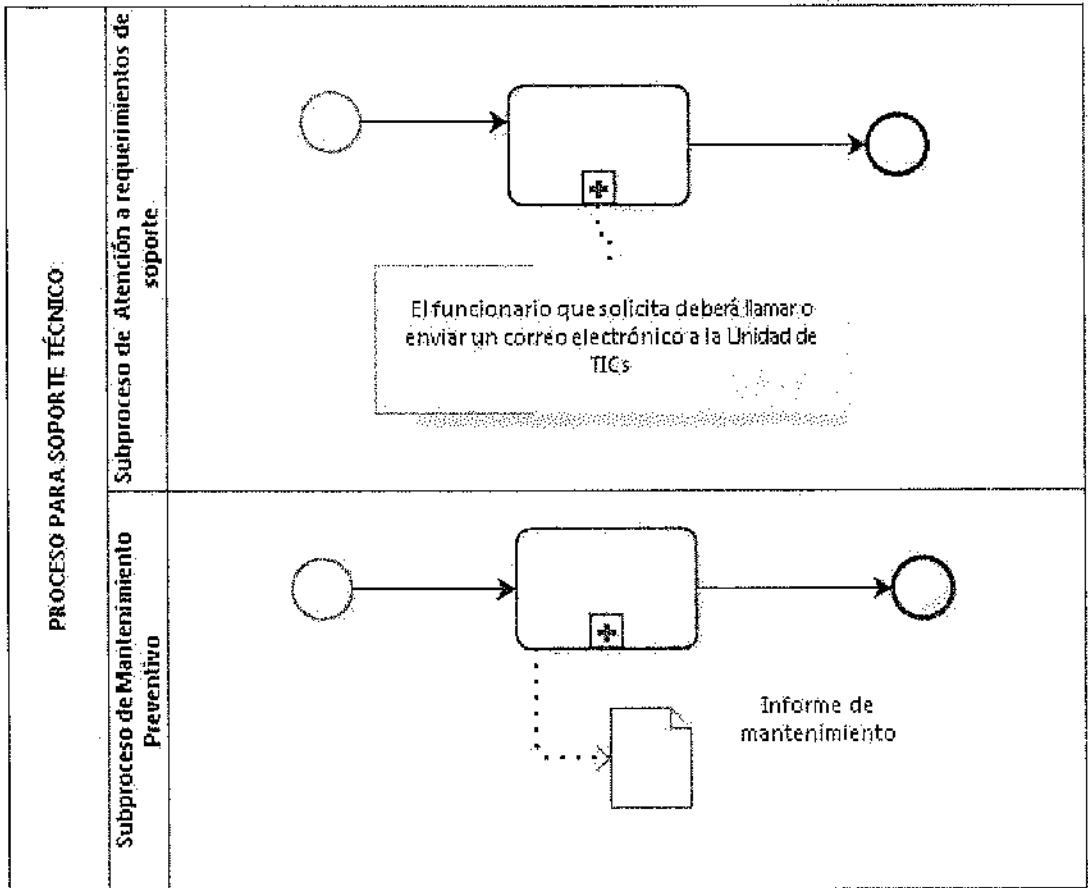 PROCESO PARA SOPORTE TÉCNICO
Subproceso de Atención a requerimientos de
soporte
El funcionario que solicita deberá llamar o
enviar un correo electrónico a la Unidad de
TICs
Subproceso de Mantenimiento
Preventivo
Informe de
mantenimiento